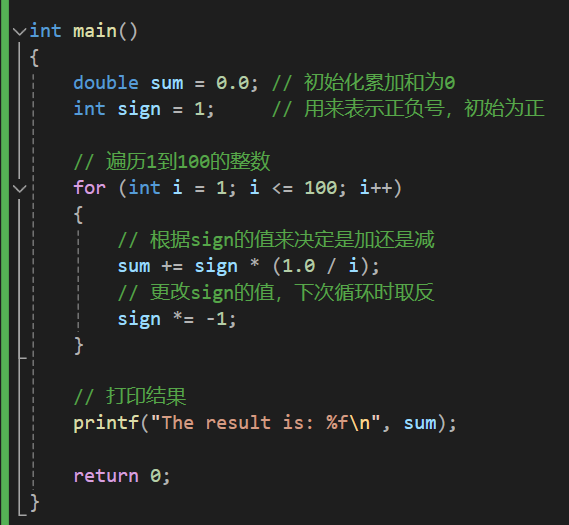 int main()
{
    double sum = 0.0; // 初始化累加和为0
    int sign = 1;     // 用来表示正负号，初始为正

    // 遍历1到100的整数
    for (int i = 1; i <= 100; i++)
    {
        // 根据sign的值来决定是加还是减
        sum += sign * (1.0 / i);
        // 更改sign的值，下次循环时取反
        sign *= -1;
    }

    // 打印结果
    printf("The result is: %f\n", sum);

    return 0;
}